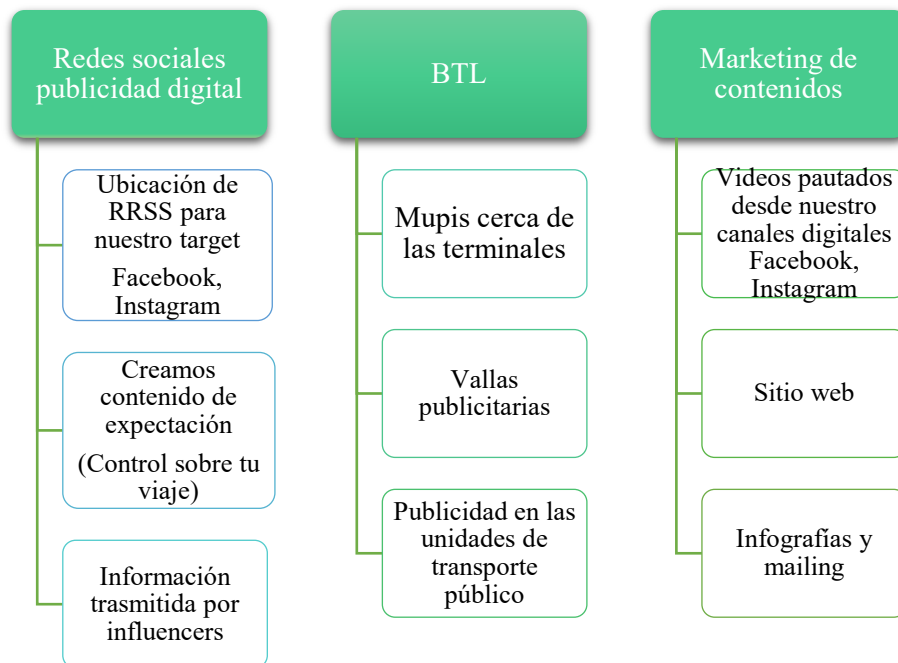 Redes sociales
publicidad digital
Ubicación de
RRSS para
nuestro target
Facebook,
Instagram
Creamos
contenido de
expectación
(Control sobre tu
viaje)
Información
trasmitida por
influencers
BTL
Mupis cerca de
las terminales
Vallas
publicitarias
Publicidad en las
unidades de
transporte
público
Marketing de
contenidos
Videos pautados
desde nuestro
canales digitales
Facebook,
Instagram
Sitio web
Infografías y
mailing